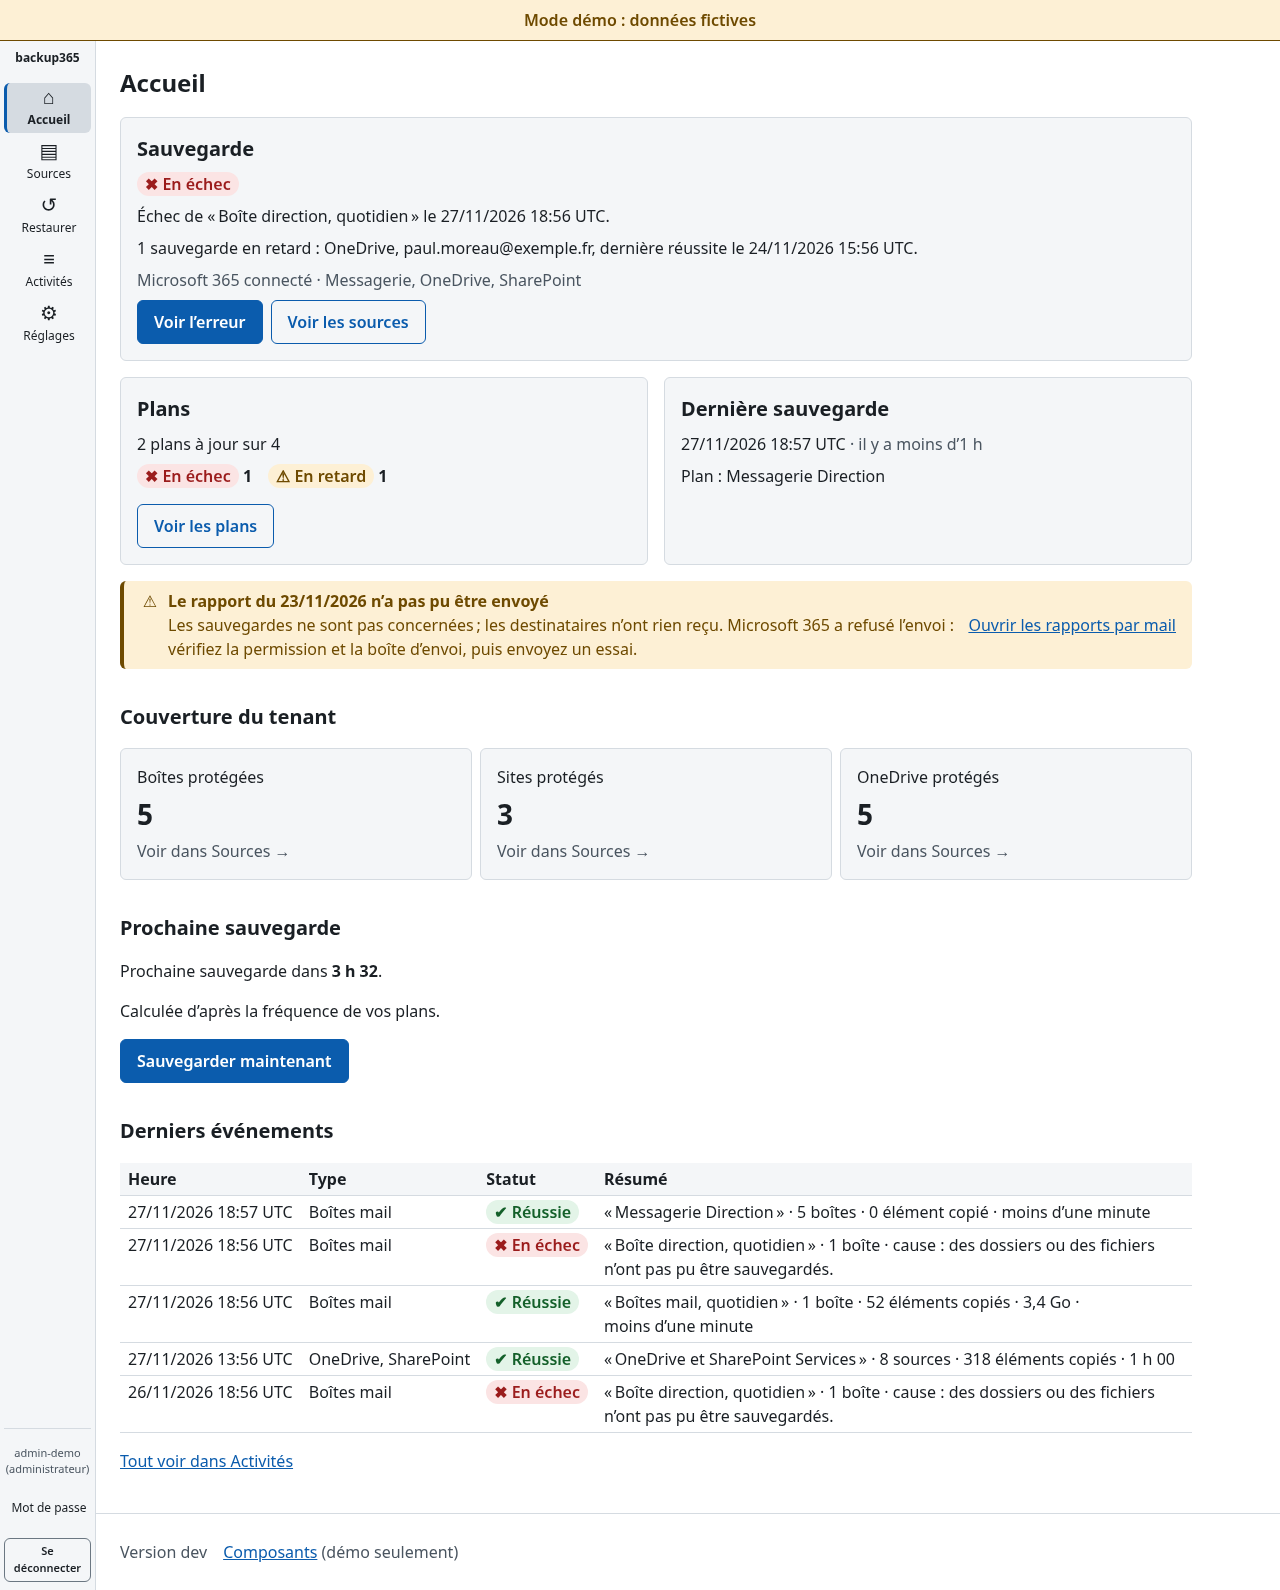 Mode démo : données fictives
backup365
Accueil
Sources
Restaurer
Activités
Réglages
admin-demo
(administrateur)
Mot de passe
Se
déconnecter
Accueil
Sauvegarde
✖ En échec
Échec de « Boîte direction, quotidien » le 27/11/2026 18:56 UTC.
1 sauvegarde en retard : OneDrive, paul.moreau@exemple.fr, dernière réussite le 24/11/2026 15:56 UTC.
Microsoft 365 connecté · Messagerie, OneDrive, SharePoint
Voir l’erreur
Voir les sources
Plans
2 plans à jour sur 4
✖ En échec 1 ⚠ En retard 1
Voir les plans
Dernière sauvegarde
27/11/2026 18:57 UTC · il y a moins d’1 h
Plan : Messagerie Direction
⚠ Le rapport du 23/11/2026 n’a pas pu être envoyé
Les sauvegardes ne sont pas concernées ; les destinataires n’ont rien reçu. Microsoft 365 a refusé l’envoi :
vérifiez la permission et la boîte d’envoi, puis envoyez un essai.
Ouvrir les rapports par mail
Couverture du tenant
Boîtes protégées
5
Voir dans Sources →
Sites protégés
3
Voir dans Sources →
OneDrive protégés
5
Voir dans Sources →
Prochaine sauvegarde
Prochaine sauvegarde dans 3 h 32.
Calculée d’après la fréquence de vos plans.
Sauvegarder maintenant
Derniers événements
Heure Type Statut Résumé
27/11/2026 18:57 UTC Boîtes mail ✔ Réussie « Messagerie Direction » · 5 boîtes · 0 élément copié · moins d’une minute
27/11/2026 18:56 UTC Boîtes mail ✖ En échec « Boîte direction, quotidien » · 1 boîte · cause : des dossiers ou des fichiers
n’ont pas pu être sauvegardés.
27/11/2026 18:56 UTC Boîtes mail ✔ Réussie « Boîtes mail, quotidien » · 1 boîte · 52 éléments copiés · 3,4 Go ·
moins d’une minute
27/11/2026 13:56 UTC OneDrive, SharePoint ✔ Réussie « OneDrive et SharePoint Services » · 8 sources · 318 éléments copiés · 1 h 00
26/11/2026 18:56 UTC Boîtes mail ✖ En échec « Boîte direction, quotidien » · 1 boîte · cause : des dossiers ou des fichiers
n’ont pas pu être sauvegardés.
Tout voir dans Activités
Version dev Composants (démo seulement)